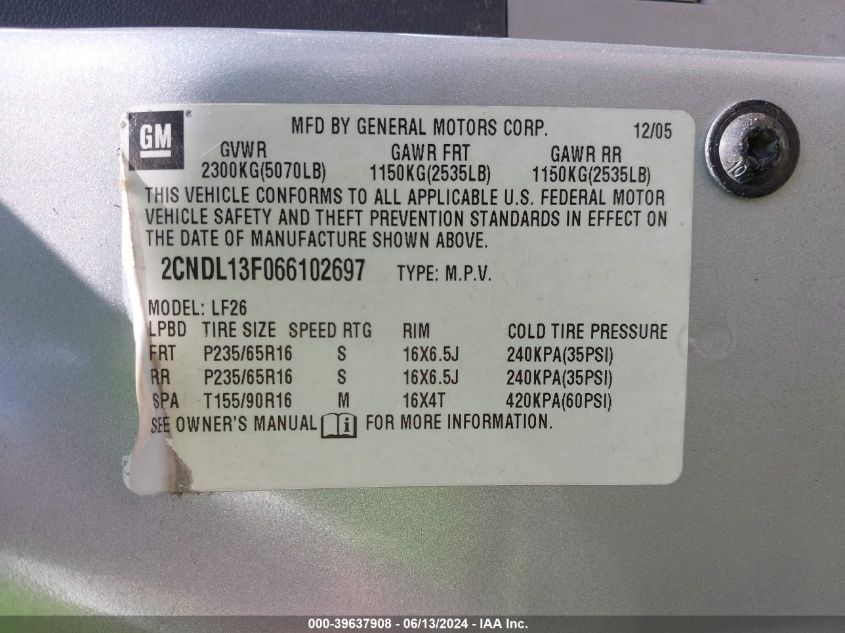 GM
MFD BY GENERAL MOTORS CORP. 12/05
GVWR GAWR FRT GAWR RR
2300KG(5070LB) 1150KG(2535LB) 1150KG(2535LB)
THIS VEHICLE CONFORMS TO ALL APPLICABLE U.S. FEDERAL MOTOR
VEHICLE SAFETY AND THEFT PREVENTION STANDARDS IN EFFECT ON
THE DATE OF MANUFACTURE SHOWN ABOVE.
2CNDL13F066102697 TYPE: M.P.V.
MODEL: LF26
LPBD TIRE SIZE SPEED RTG RIM COLD TIRE PRESSURE
FRT P235/65R16 S 16X6.5J 240KPA(35PSI)
RR P235/65R16 S 16X6.5J 240KPA(35PSI)
SPA T155/90R16 M 16X4T 420KPA(60PSI)
SEE OWNER'S MANUAL i FOR MORE INFORMATION.
10
000-39637908 - 06/13/2024 - IAA Inc.